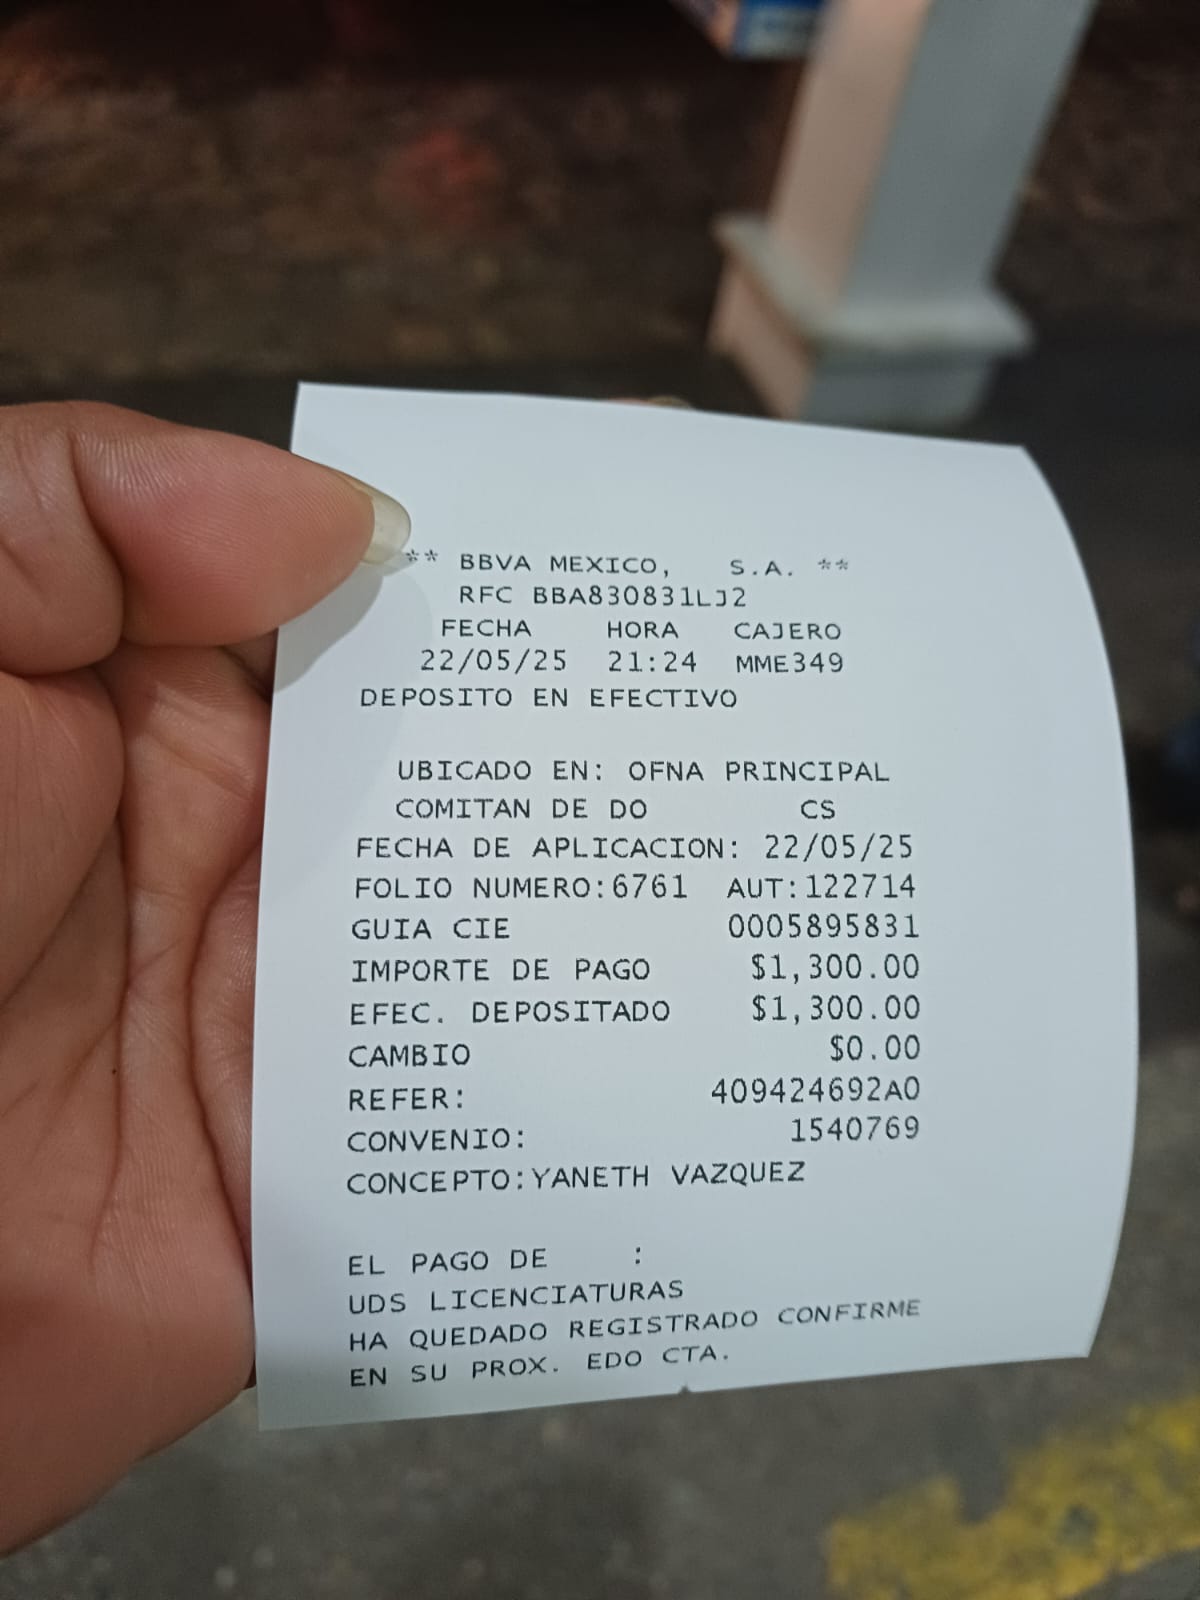 ** BBVA MEXICO, S.A. **
RFC BBA830831LJ2
FECHA HORA CAJERO
22/05/25 21:24 MME349
DEPOSITO EN EFECTIVO
UBICADO EN: OFNA PRINCIPAL
COMITAN DE DO CS
FECHA DE APLICACION: 22/05/25
FOLIO NUMERO:6761 AUT:122714
GUIA CIE 0005895831
IMPORTE DE PAGO $1,300.00
EFEC. DEPOSITADO $1,300.00
CAMBIO $0.00
REFER: 409424692A0
CONVENIO: 1540769
CONCEPTO:YANETH VAZQUEZ
EL PAGO DE :
UDS LICENCIATURAS
HA QUEDADO REGISTRADO CONFIRME
EN SU PROX. EDO CTA.